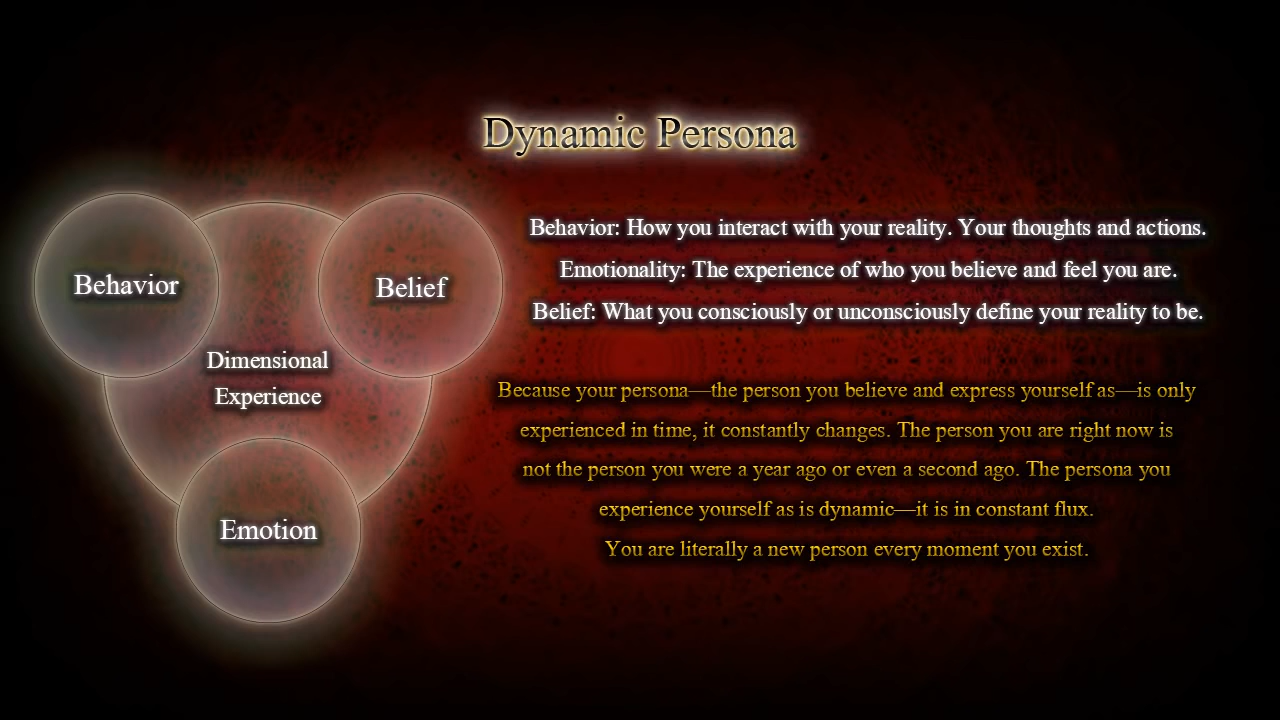 Dynamic Persona
Behavior
Belief
Dimensional
Experience
Emotion
Behavior: How you interact with your reality. Your thoughts and actions.
Emotionality: The experience of who you believe and feel you are.
Belief: What you consciously or unconsciously define your reality to be.
Because your persona—the person you believe and express yourself as—is only
experienced in time, it constantly changes. The person you are right now is
not the person you were a year ago or even a second ago. The persona you
experience yourself as is dynamic—it is in constant flux.
You are literally a new person every moment you exist.